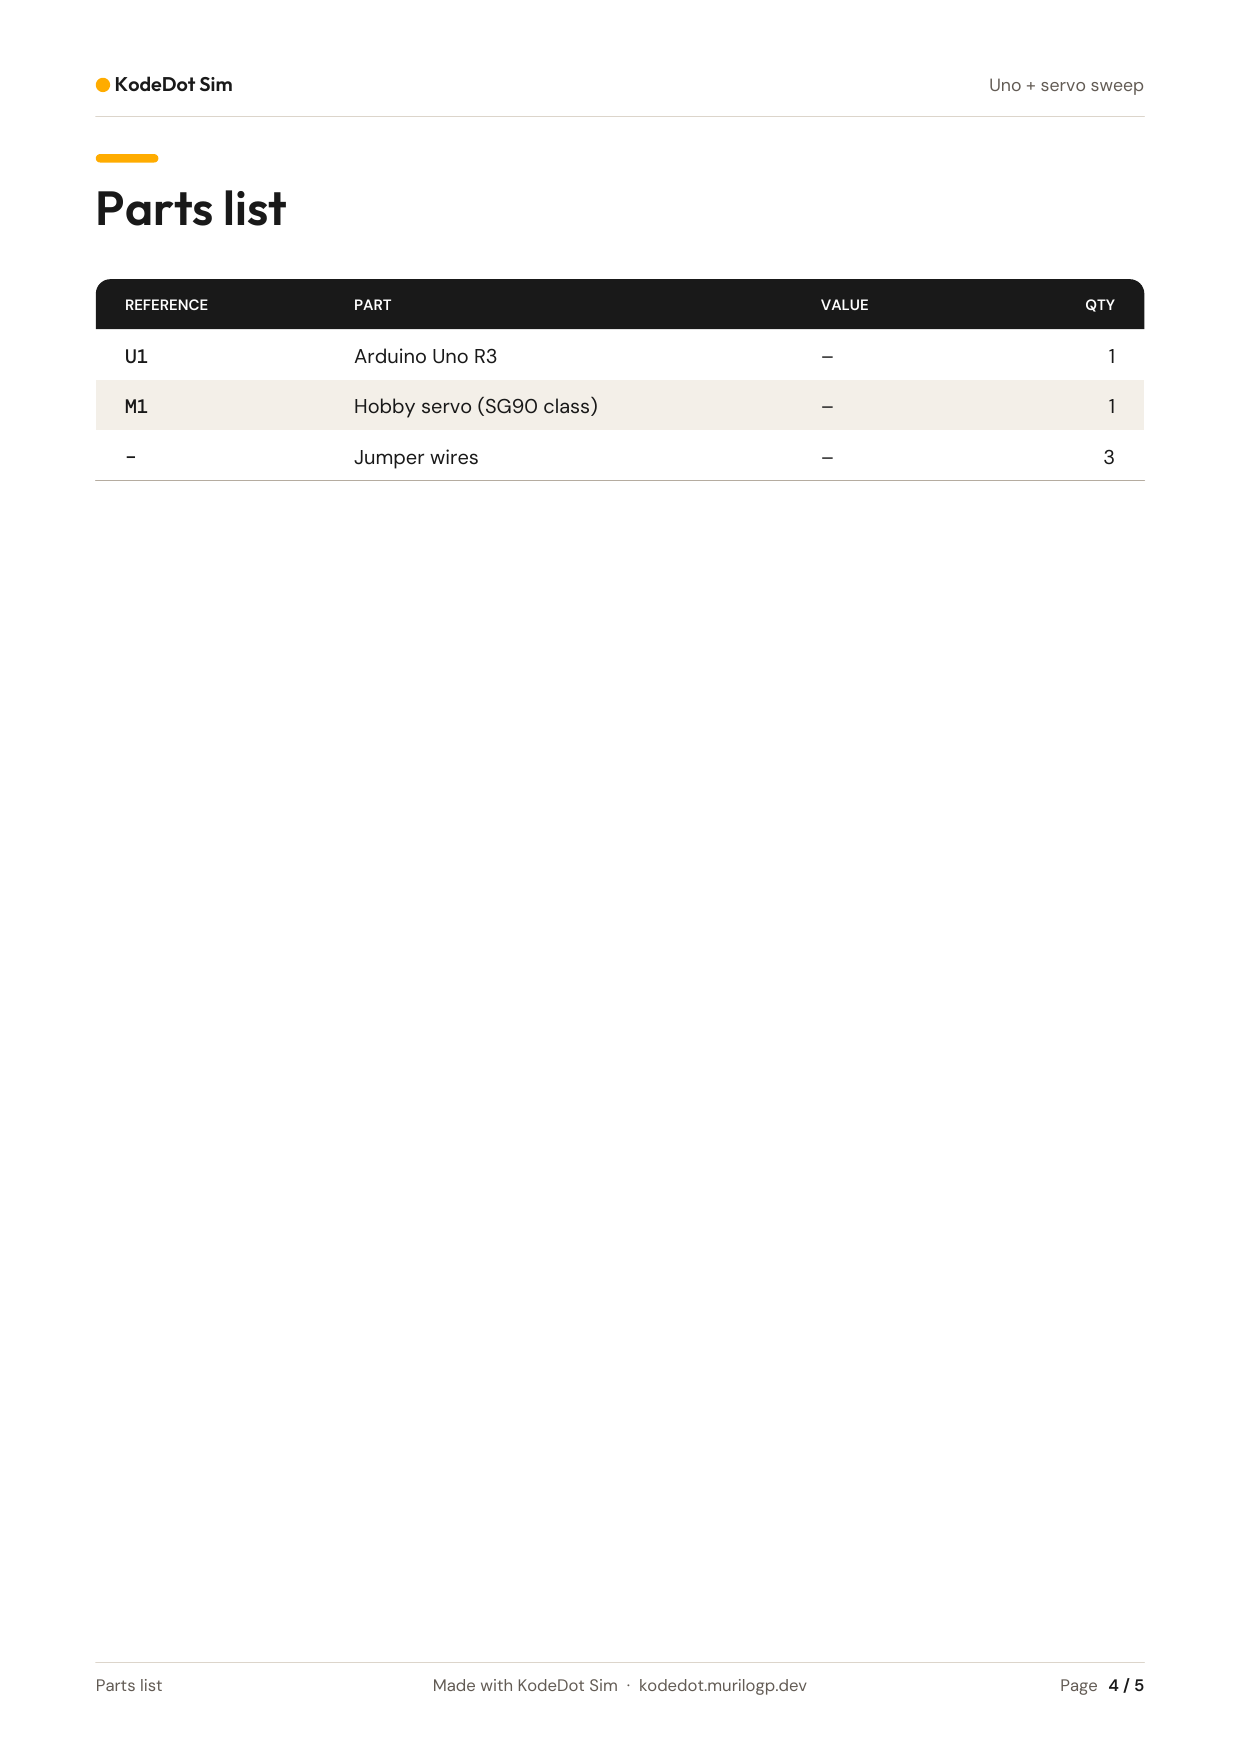 KodeDot Sim
Uno + servo sweep
Parts list
REFERENCE PART VALUE QTY
U1 Arduino Uno R3 – 1
M1 Hobby servo (SG90 class) – 1
– Jumper wires – 3
Parts list Made with KodeDot Sim · kodedot.murilogp.dev Page 4 / 5